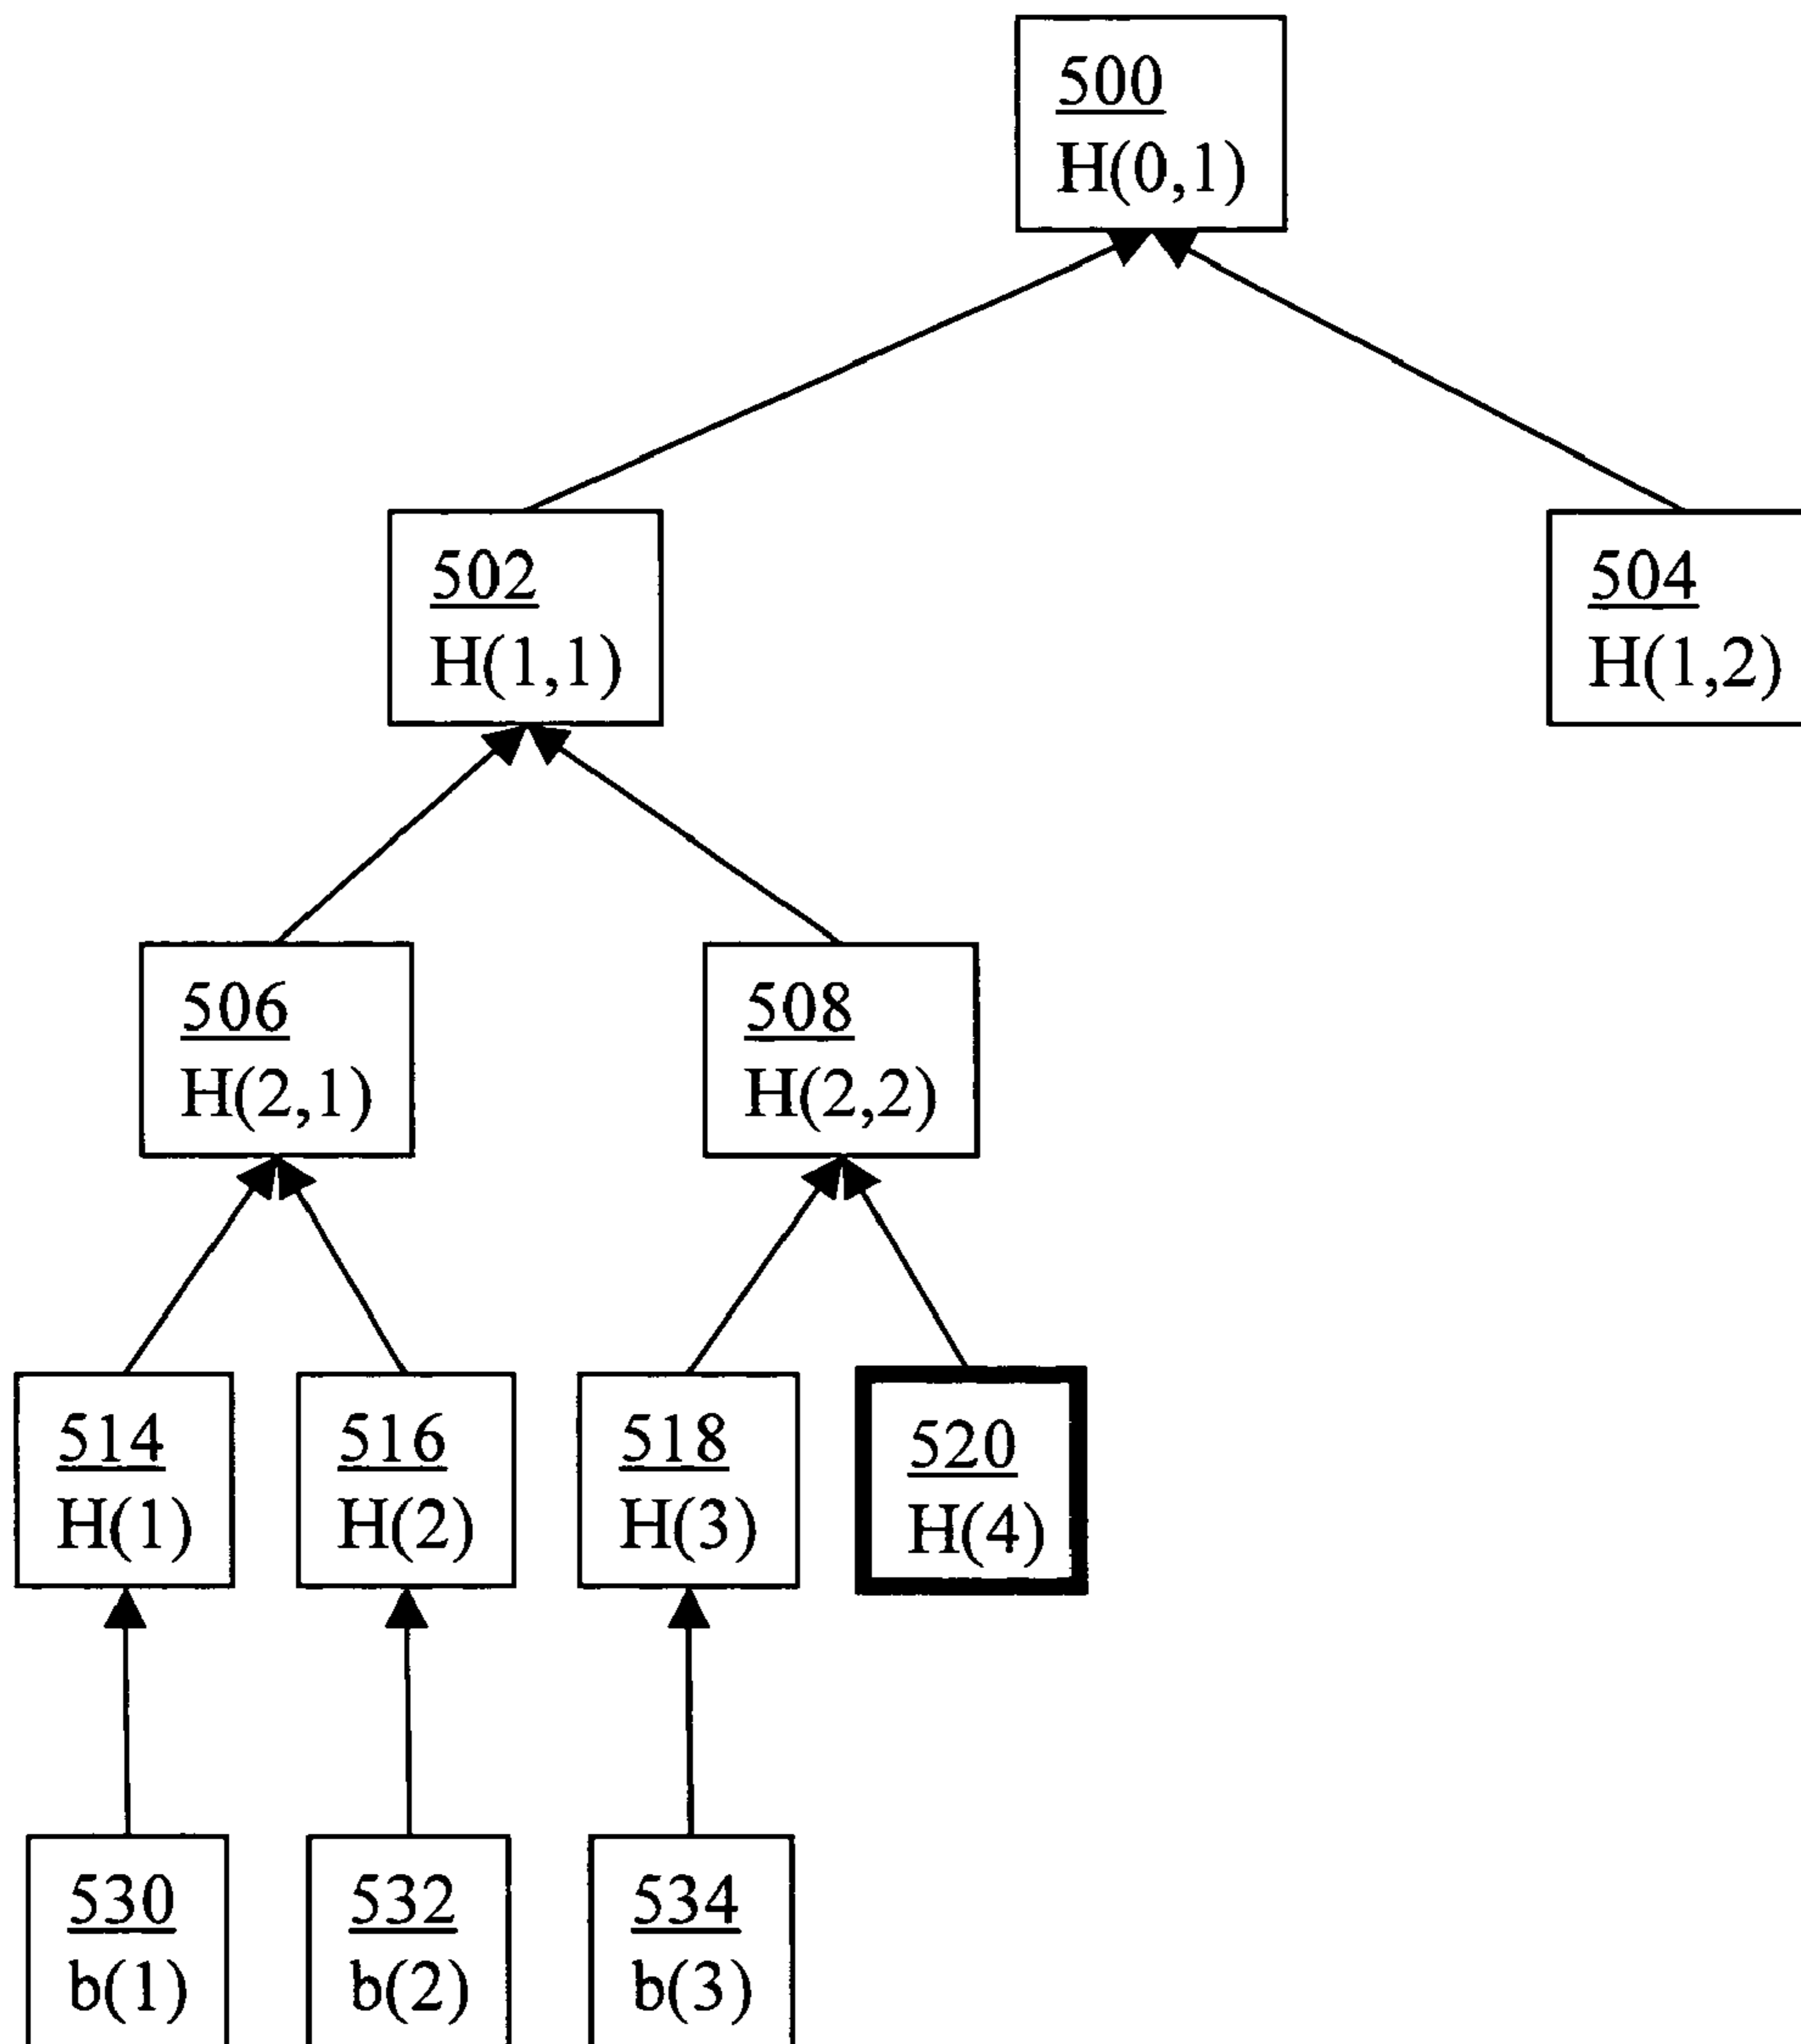 500
H(0,1)
502
H(1,1)
504
H(1,2)
506
H(2,1)
508
H(2,2)
514
H(1)
516
H(2)
518
H(3)
520
H(4)
530
b(1)
532
b(2)
534
b(3)